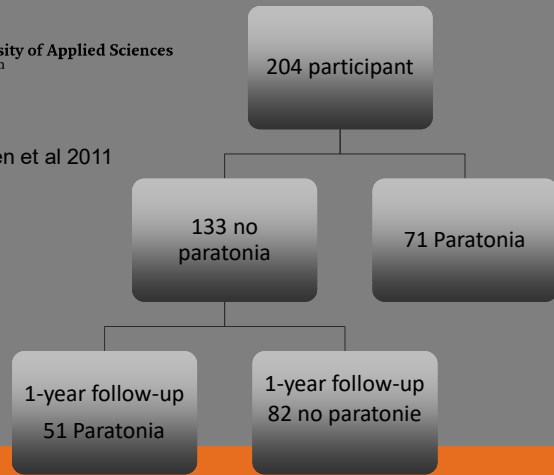 sity of Applied Sciences
204 participant
en et al 2011
133 no
paratonia
71 Paratonia
1-year follow-up
51 Paratonia
1-year follow-up
82 no paratonie